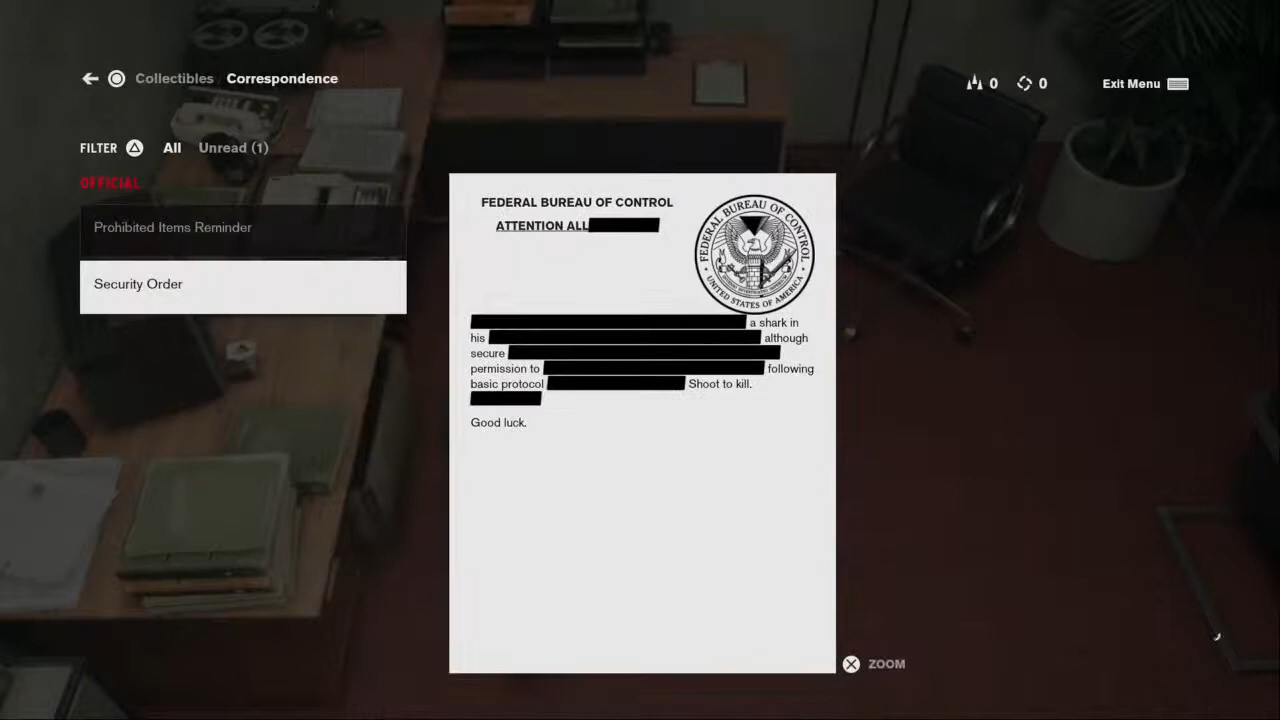 Collectibles Correspondence
0 0 Exit Menu
FILTER All Unread (1)
OFFICIAL
Prohibited Items Reminder
Security Order
FEDERAL BUREAU OF CONTROL
ATTENTION ALL
FEDERAL BUREAU OF CONTROL
UNITED STATES OF AMERICA
a shark in
his although
secure
permission to following
basic protocol Shoot to kill.
Good luck.
ZOOM